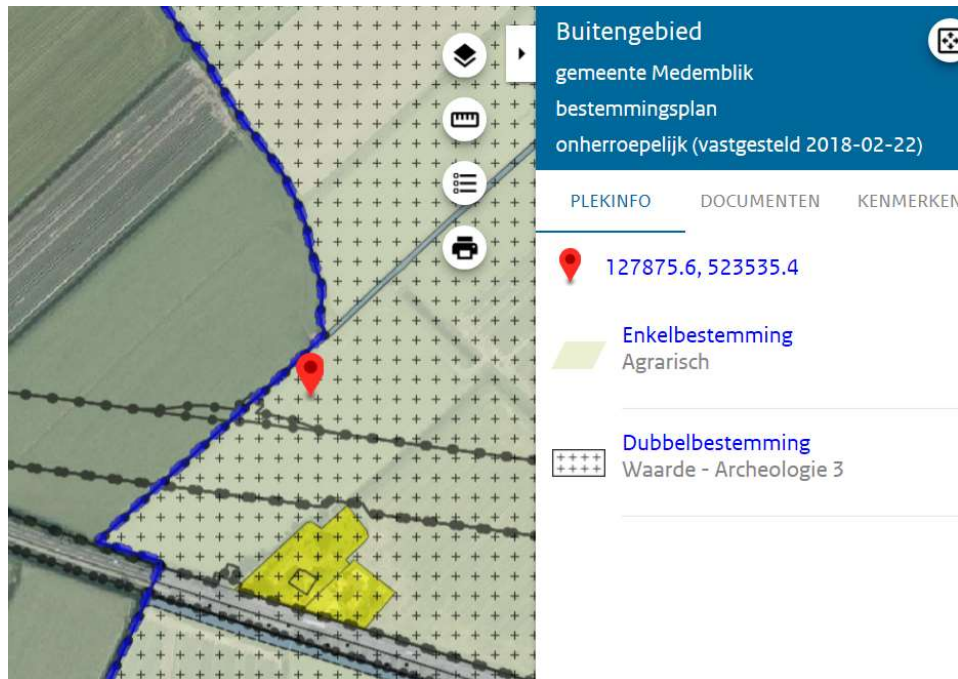 Buitengebied
gemeente Medemblik
bestemmingsplan
onherroepelijk (vastgesteld 2018-02-22)
PLEKINFO DOCUMENTEN KENMERKEN
127875.6, 523535.4
Enkelbestemming
Agrarisch
Dubbelbestemming
Waarde - Archeologie 3